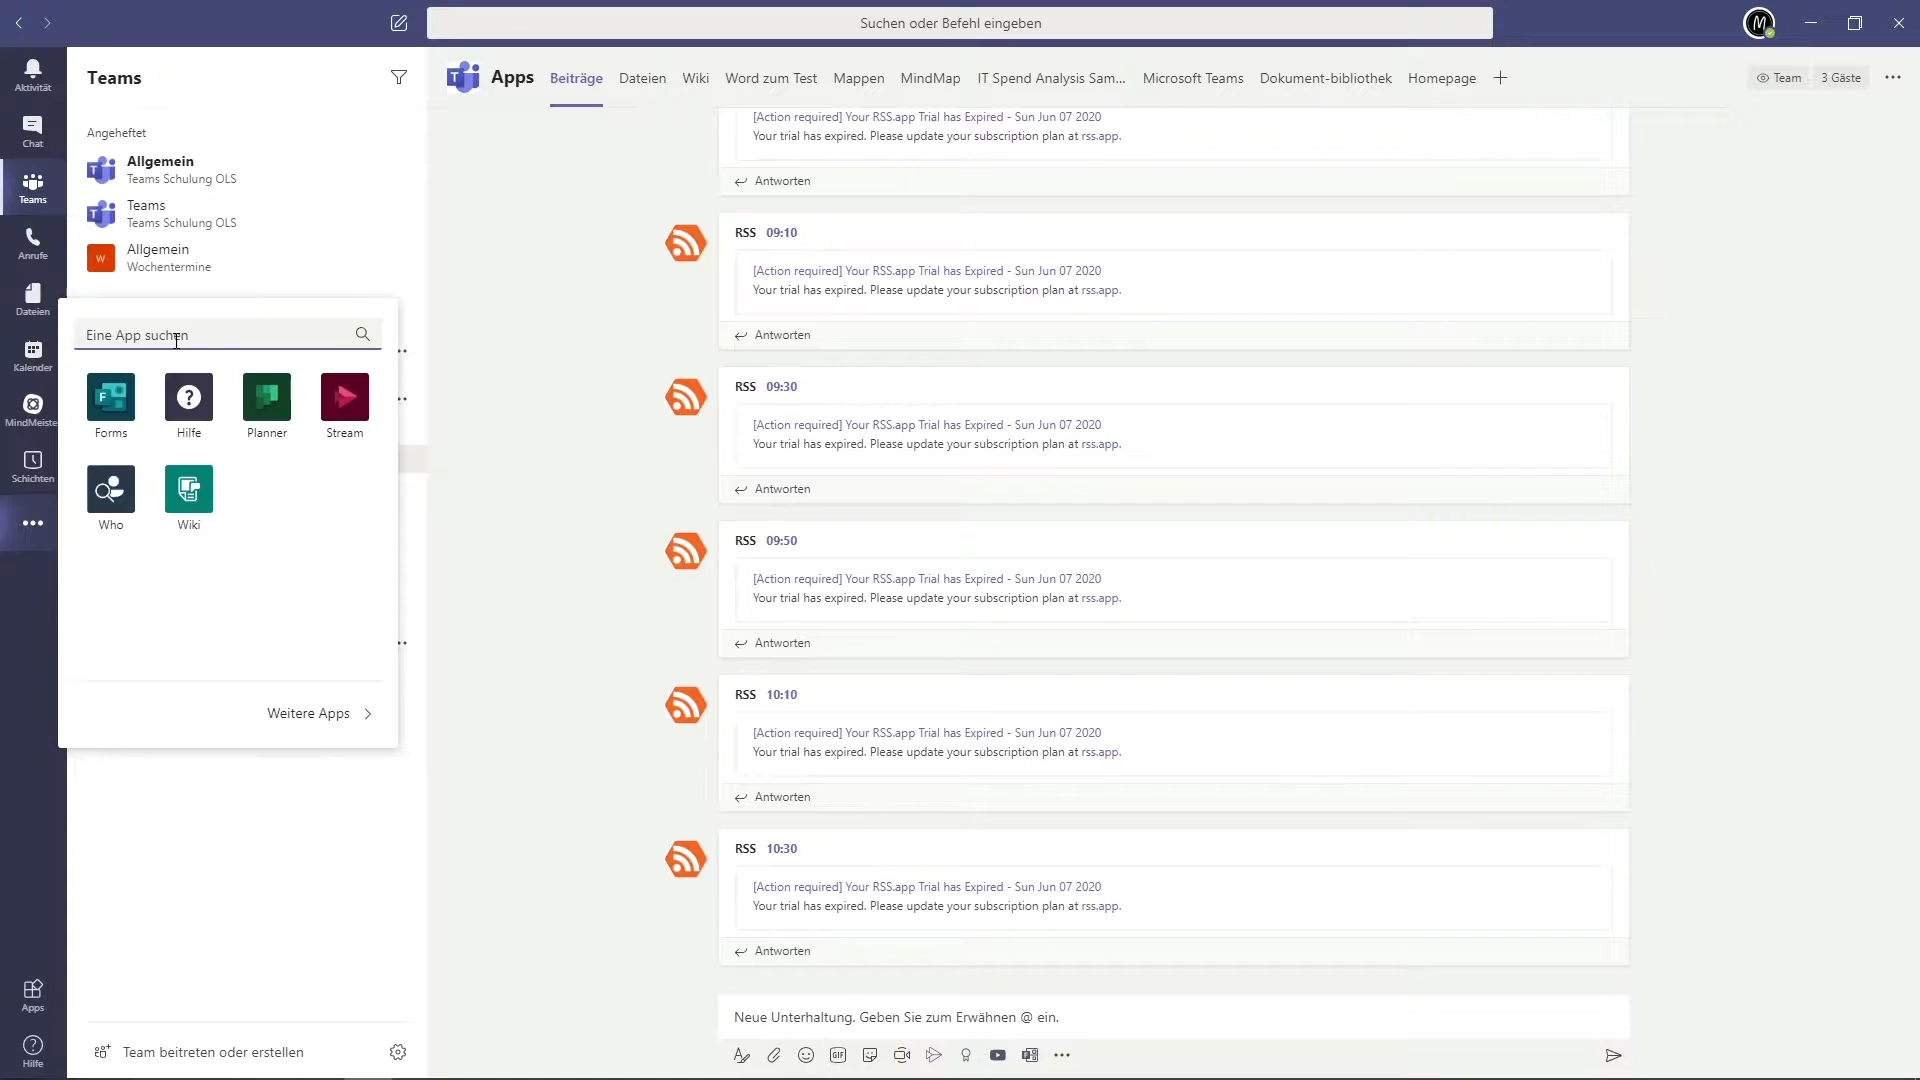 Suchen oder Befehl eingeben
Aktivität
Chat
Teams
Anrufe
Dateien
Kalender
MindMeiste
Schichten
Apps
Hilfe
Teams
Angeheftet
Allgemein
Teams Schulung OLS
Teams
Teams Schulung OLS
Allgemein
Wochentermine
Eine App suchen
Forms
Hilfe
Planner
Stream
Who
Wiki
Weitere Apps
Team beitreten oder erstellen
Apps Beiträge Dateien Wiki Word zum Test Mappen MindMap IT Spend Analysis Sam... Microsoft Teams Dokument-bibliothek Homepage
Team 3 Gäste
[Action required] Your RSS.app Trial has Expired - Sun Jun 07 2020
Your trial has expired. Please update your subscription plan at rss.app.
Antworten
RSS 09:10
[Action required] Your RSS.app Trial has Expired - Sun Jun 07 2020
Your trial has expired. Please update your subscription plan at rss.app.
Antworten
RSS 09:30
[Action required] Your RSS.app Trial has Expired - Sun Jun 07 2020
Your trial has expired. Please update your subscription plan at rss.app.
Antworten
RSS 09:50
[Action required] Your RSS.app Trial has Expired - Sun Jun 07 2020
Your trial has expired. Please update your subscription plan at rss.app.
Antworten
RSS 10:10
[Action required] Your RSS.app Trial has Expired - Sun Jun 07 2020
Your trial has expired. Please update your subscription plan at rss.app.
Antworten
RSS 10:30
[Action required] Your RSS.app Trial has Expired - Sun Jun 07 2020
Your trial has expired. Please update your subscription plan at rss.app.
Antworten
Neue Unterhaltung. Geben Sie zum Erwähnen @ ein.
GIF